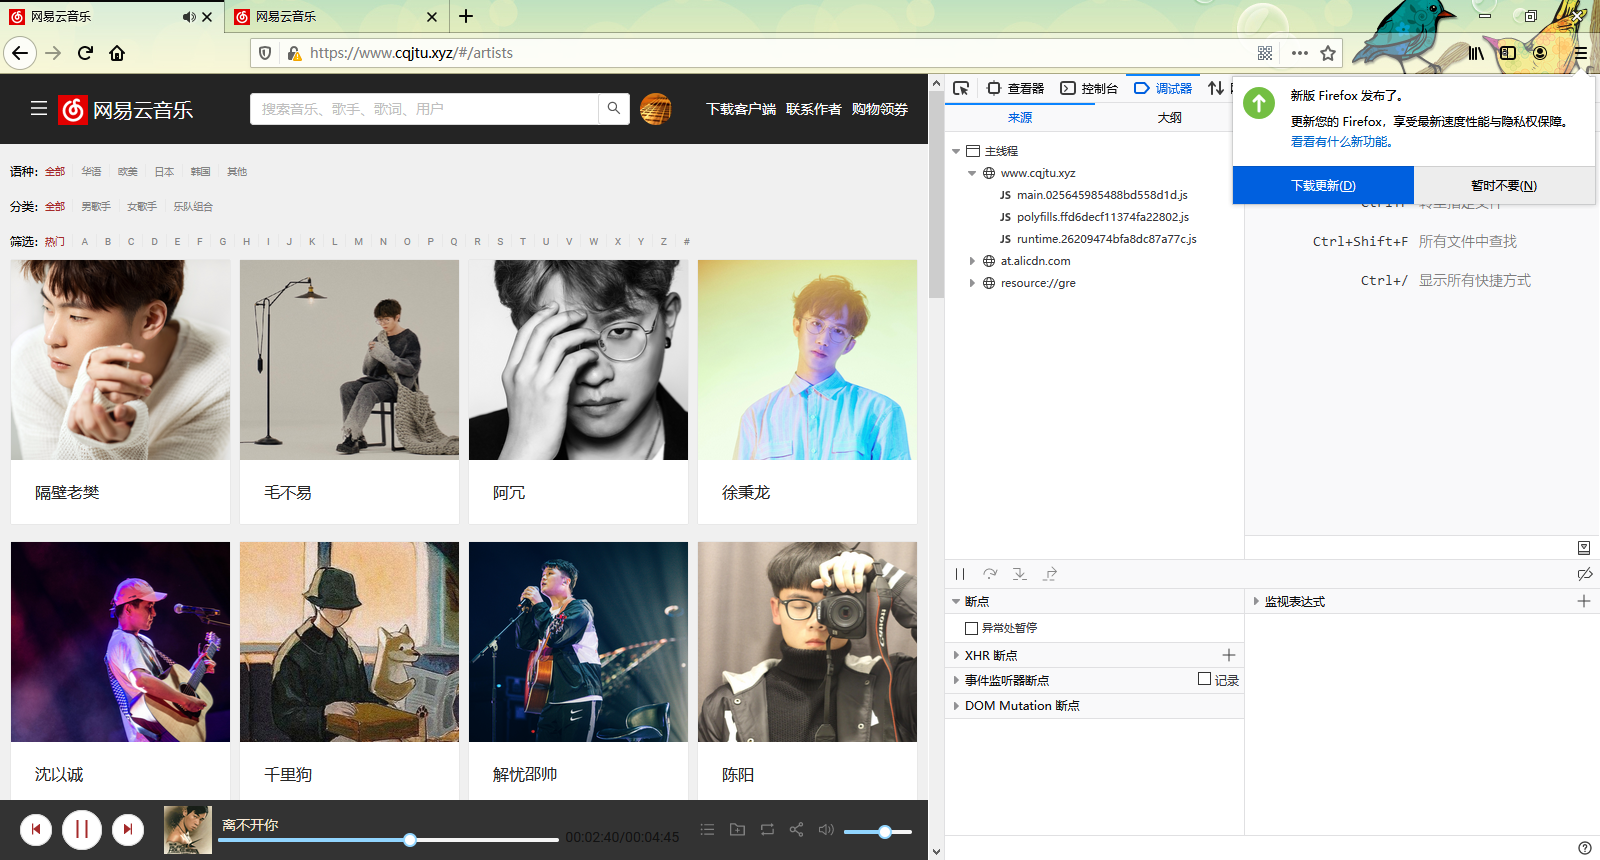 网易云音乐
网易云音乐
https://www.cqjtu.xyz/#/artists
网易云音乐
搜索音乐、歌手、歌词、用户
下载客户端 联系作者 购物领券
语种: 全部 华语 欧美 日本 韩国 其他
分类: 全部 男歌手 女歌手 乐队组合
筛选: 热门 A B C D E F G H I J K L M N O P Q R S T U V W X Y Z #
隔壁老樊
毛不易
阿冗
徐秉龙
沈以诚
千里狗
解忧邵帅
陈阳
离不开你
00:02:40/00:04:45
查看器 控制台 调试器
来源 大纲
主线程
www.cqjtu.xyz
JS main.025645985488bd558d1d.js
JS polyfills.ffd6decf11374fa22802.js
JS runtime.26209474bfa8dc87a77c.js
at.alicdn.com
resource://gre
新版 Firefox 发布了。
更新您的 Firefox，享受最新速度性能与隐私权保障。
看看有什么新功能。
下载更新(D) 暂时不要(N)
Ctrl+Shift+F 所有文件中查找
Ctrl+/ 显示所有快捷方式
断点
异常处暂停
XHR 断点
事件监听器断点 记录
DOM Mutation 断点
监视表达式